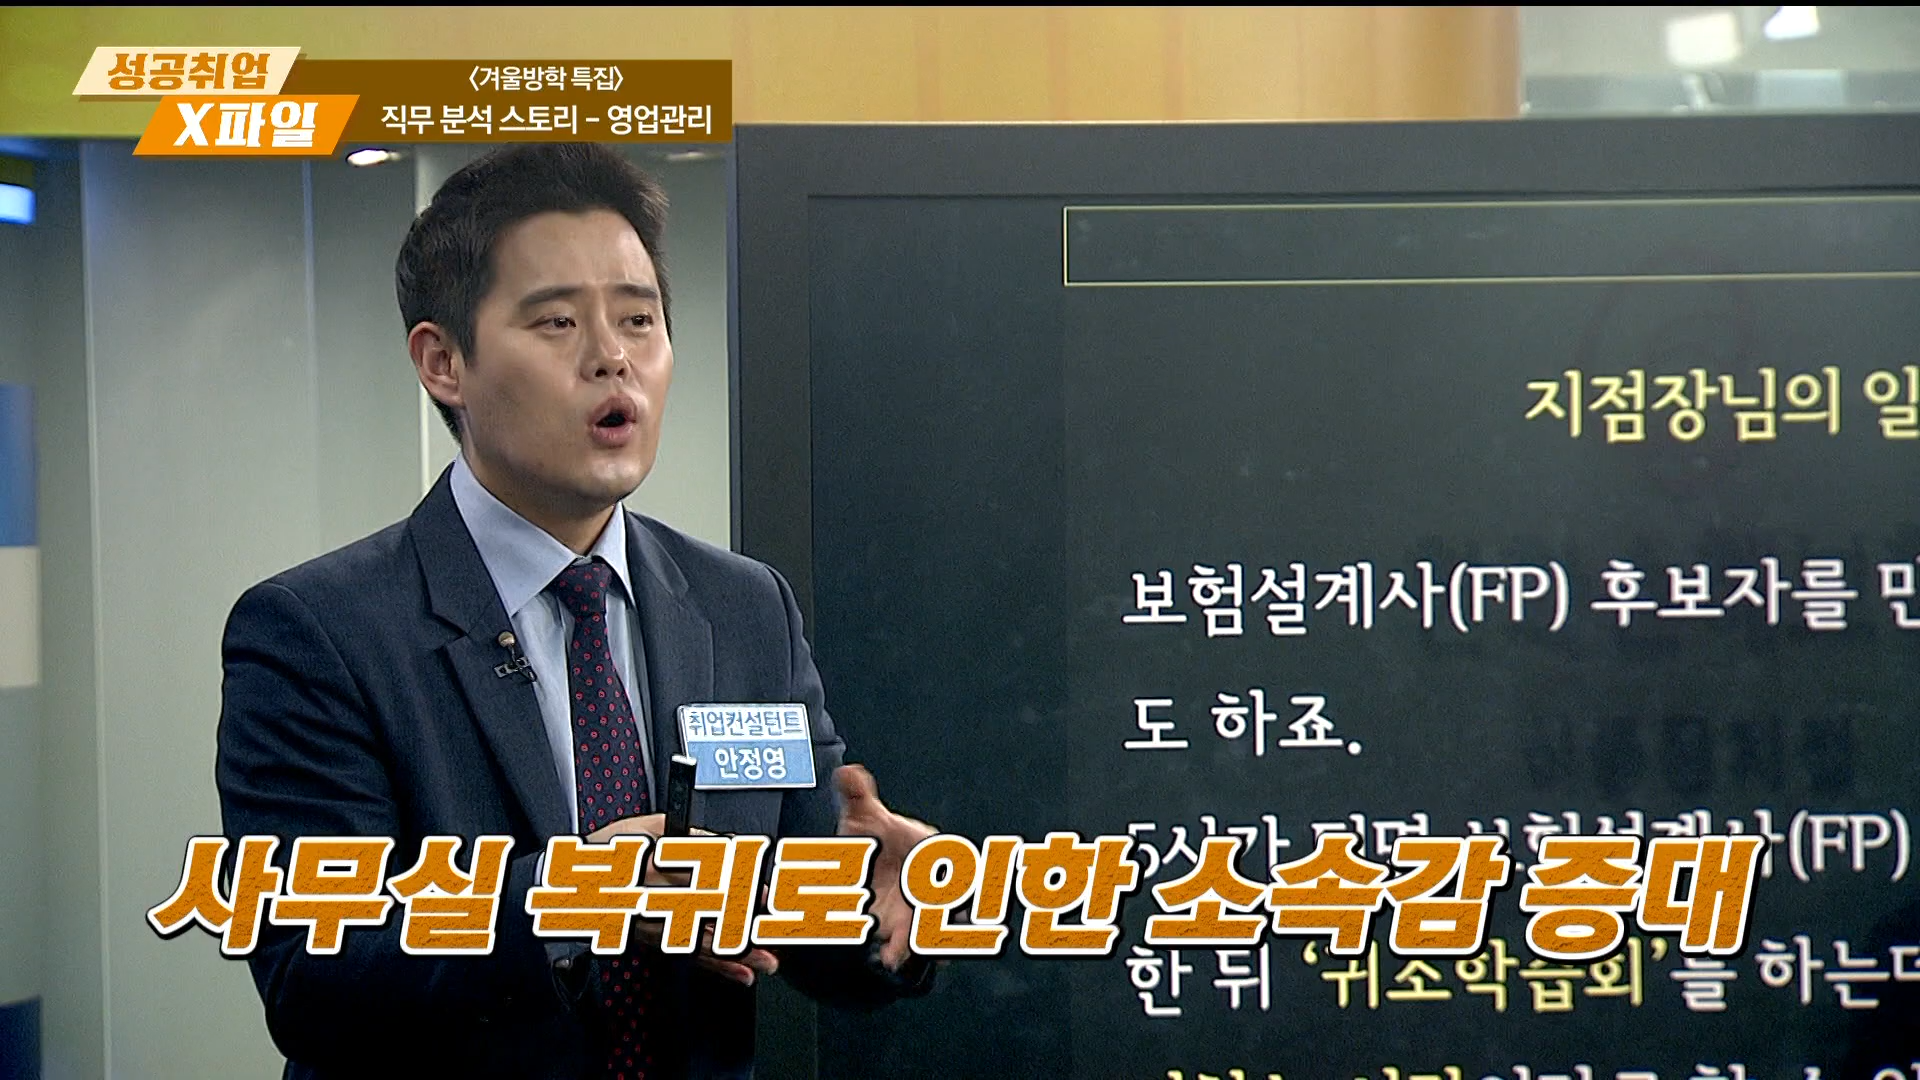 성공취업
X파일
〈겨울방학 특집〉
직무 분석 스토리 - 영업관리
지점장님의 일
보험설계사(FP) 후보자를
도 하죠.
취업컨설턴트
안정영
(FP)
사무실 복귀로 인한 소속감 증대
한 뒤 '귀소학습회'를 하는데